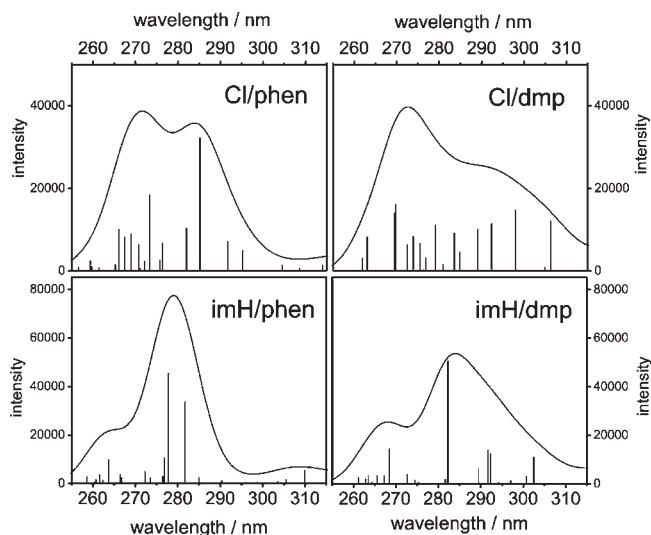 wavelength / nm wavelength / nm
260 270 280 290 300 310 260 270 280 290 300 310
Cl/phen Cl/dmp
intensity 40000 20000 0
40000 20000 0 intensity
imH/phen imH/dmp
intensity 80000 60000 40000 20000 0
80000 60000 40000 20000 0 intensity
260 270 280 290 300 310 260 270 280 290 300 310
wavelength / nm wavelength / nm